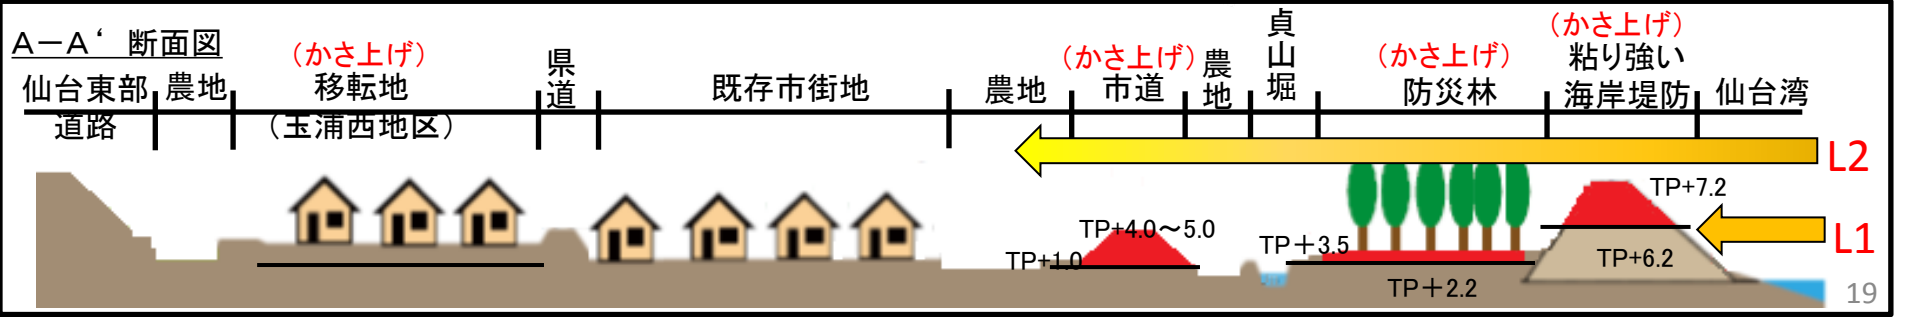 A－A‘ 断面図
仙台東部
道路
農地
（かさ上げ）
移転地
（玉浦西地区）
県道
既存市街地
農地
（かさ上げ）
市道
農地
貞山堀
（かさ上げ）
防災林
（かさ上げ）
粘り強い
海岸堤防
仙台湾
L2
L1
TP+1.0
TP+4.0～5.0
TP＋3.5
TP＋2.2
TP+7.2
TP+6.2
19